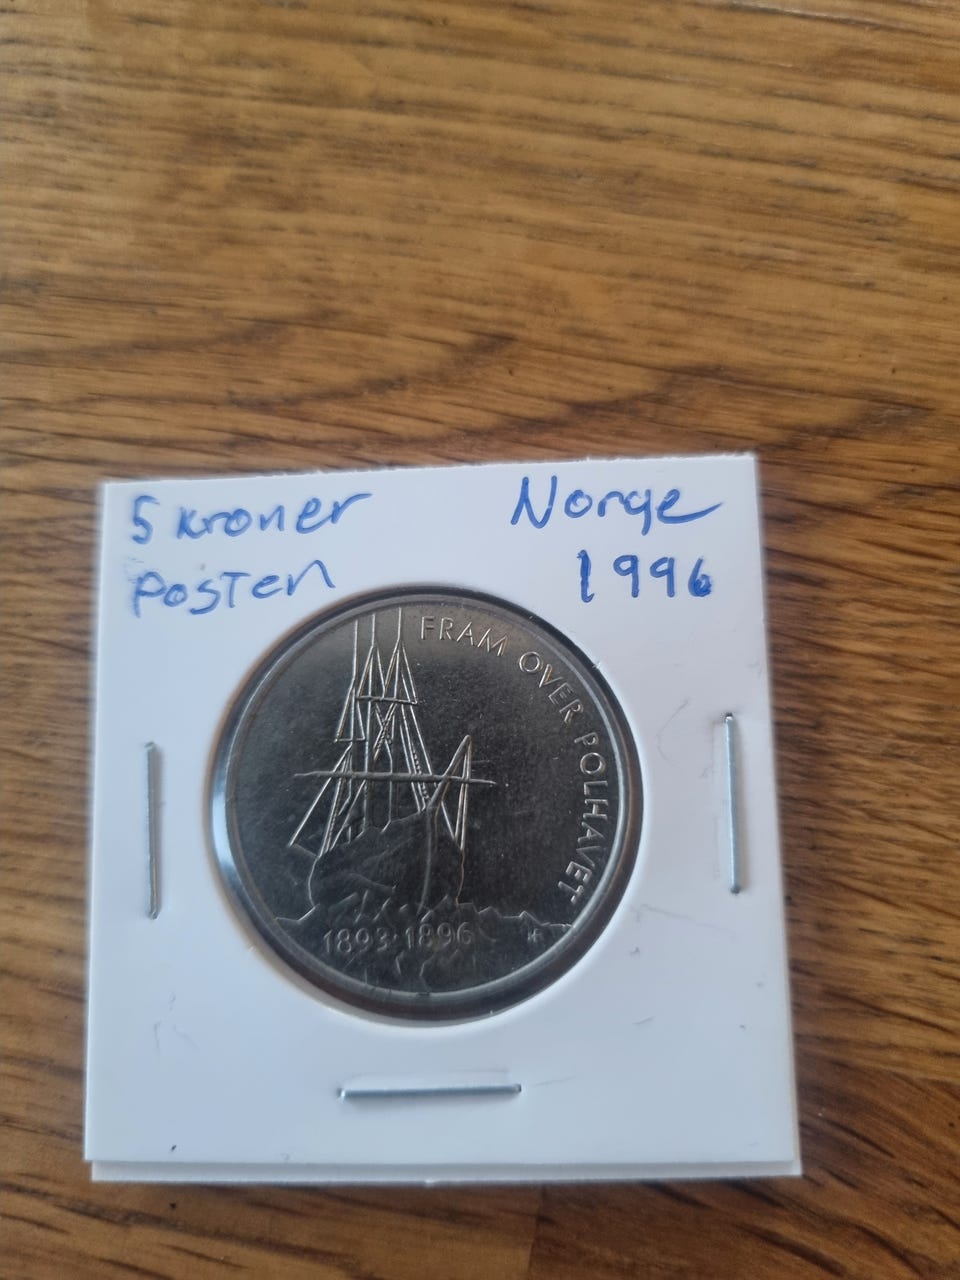 5 kroner Norge
Posten 1996
FRAM OVER POLHAVET
1893·1896